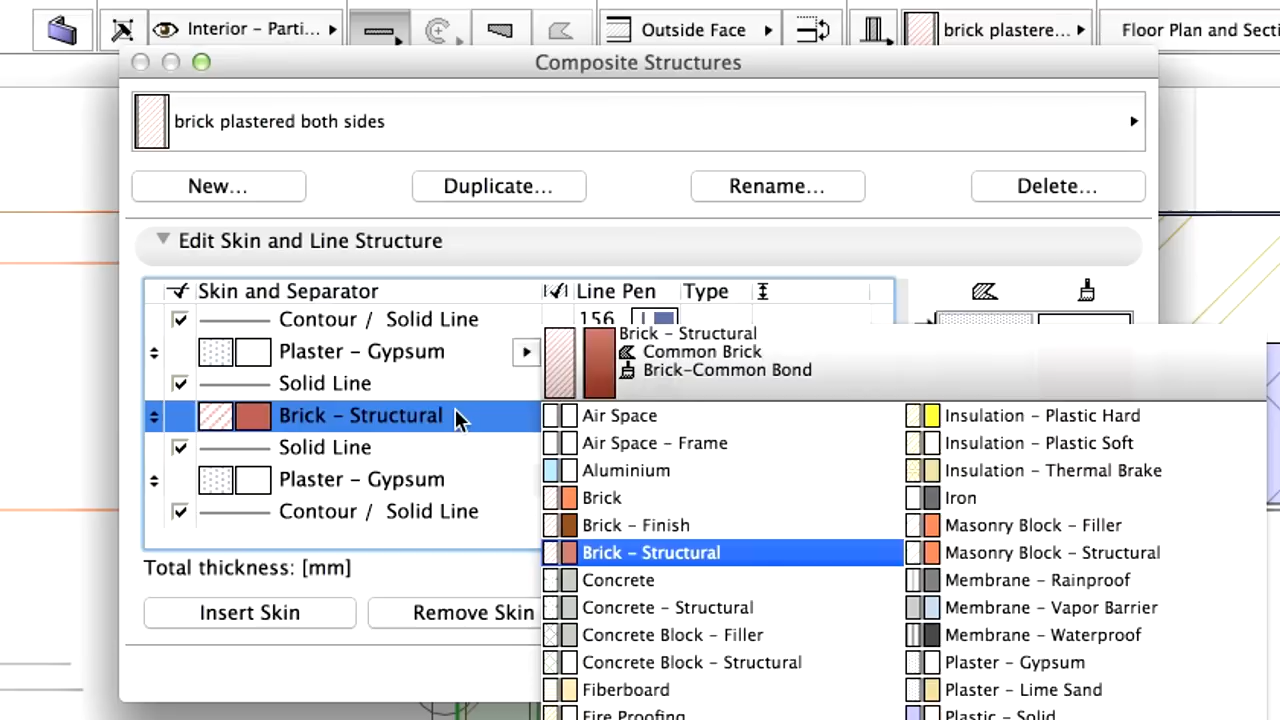 Interior - Parti...
Outside Face
brick plastere...
Floor Plan and Secti
Composite Structures
brick plastered both sides
New...
Duplicate...
Rename...
Delete...
Edit Skin and Line Structure
Skin and Separator
Line Pen
Type
Contour / Solid Line
156
Plaster - Gypsum
Solid Line
Brick - Structural
Solid Line
Plaster - Gypsum
Contour / Solid Line
Total thickness: [mm]
Insert Skin
Remove Skin
Brick - Structural
Common Brick
Brick-Common Bond
Air Space
Air Space - Frame
Aluminium
Brick
Brick - Finish
Brick - Structural
Concrete
Concrete - Structural
Concrete Block - Filler
Concrete Block - Structural
Fiberboard
Fire Proofing
Insulation - Plastic Hard
Insulation - Plastic Soft
Insulation - Thermal Brake
Iron
Masonry Block - Filler
Masonry Block - Structural
Membrane - Rainproof
Membrane - Vapor Barrier
Membrane - Waterproof
Plaster - Gypsum
Plaster - Lime Sand
Plastic - Solid